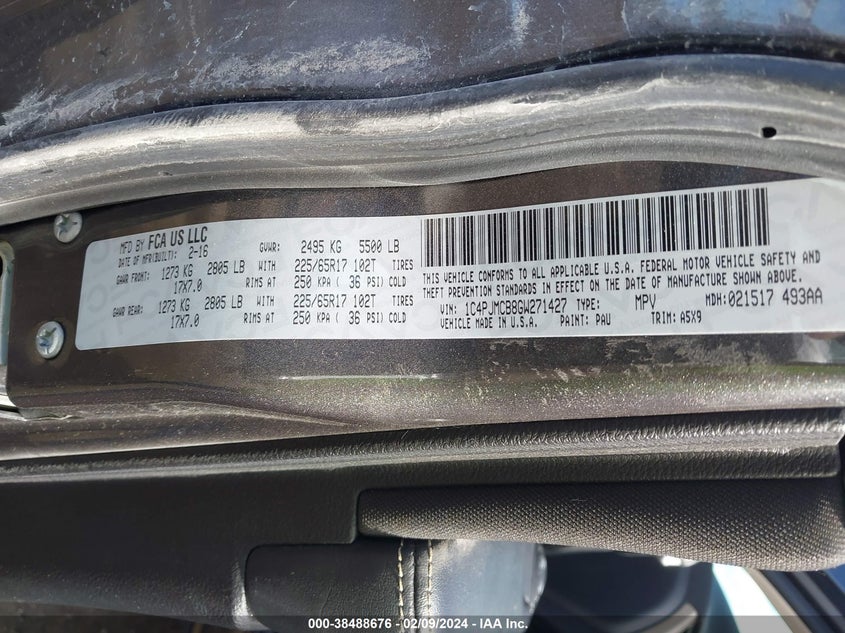 MFD BY FCA US LLC
DATE OF MFR(BUILT): 2-16 GVWR: 2495 KG 5500 LB
GAWR FRONT: 1273 KG 2805 LB WITH 225/65R17 102T TIRES
17X7.0 RIMS AT 250 KPA ( 36 PSI) COLD
GAWR REAR: 1273 KG 2805 LB WITH 225/65R17 102T TIRES
17X7.0 RIMS AT 250 KPA ( 36 PSI) COLD
THIS VEHICLE CONFORMS TO ALL APPLICABLE U.S.A. FEDERAL MOTOR VEHICLE SAFETY AND
THEFT PREVENTION STANDARDS IN EFFECT ON THE DATE OF MANUFACTURE SHOWN ABOVE.
VIN: 1C4PJMCB8GW271427 TYPE: MPV MDH: 021517 493AA
VEHICLE MADE IN U.S.A. PAINT: PAU TRIM: A5X9
000-38488676 - 02/09/2024 - IAA Inc.